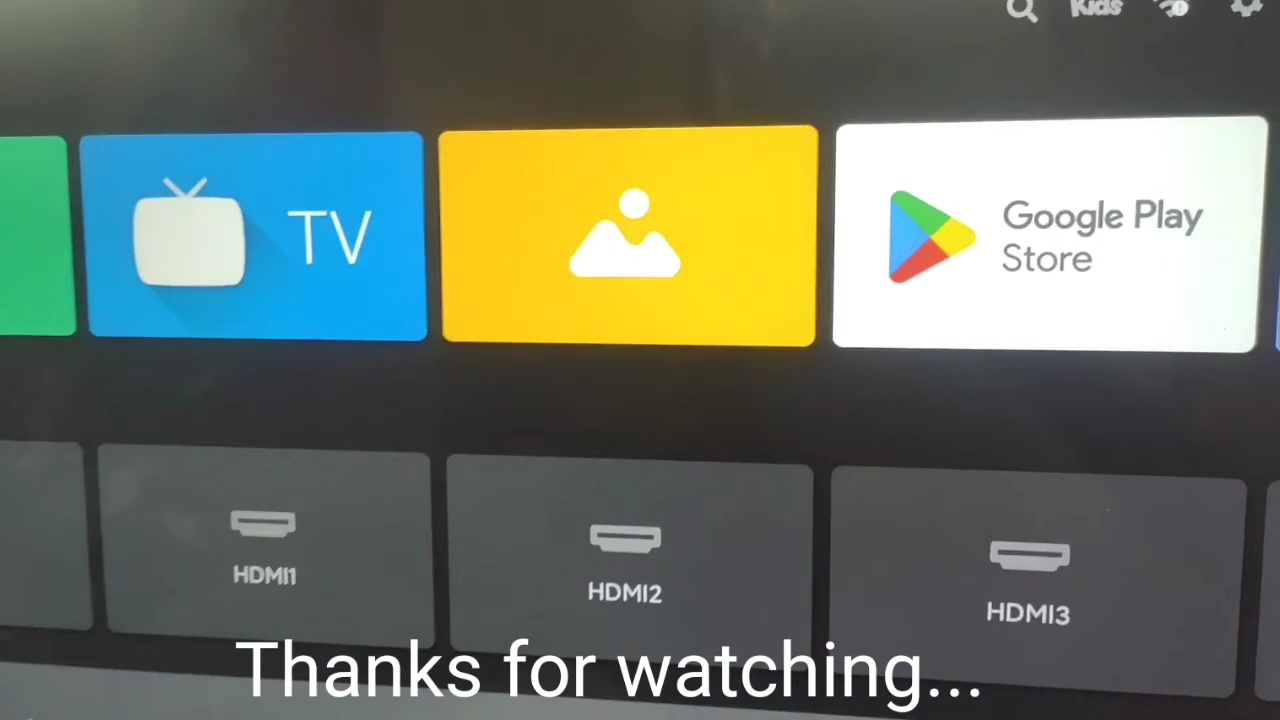 Kids
TV
Google Play
Store
HDMI1
HDMI2
HDMI3
Thanks for watching...